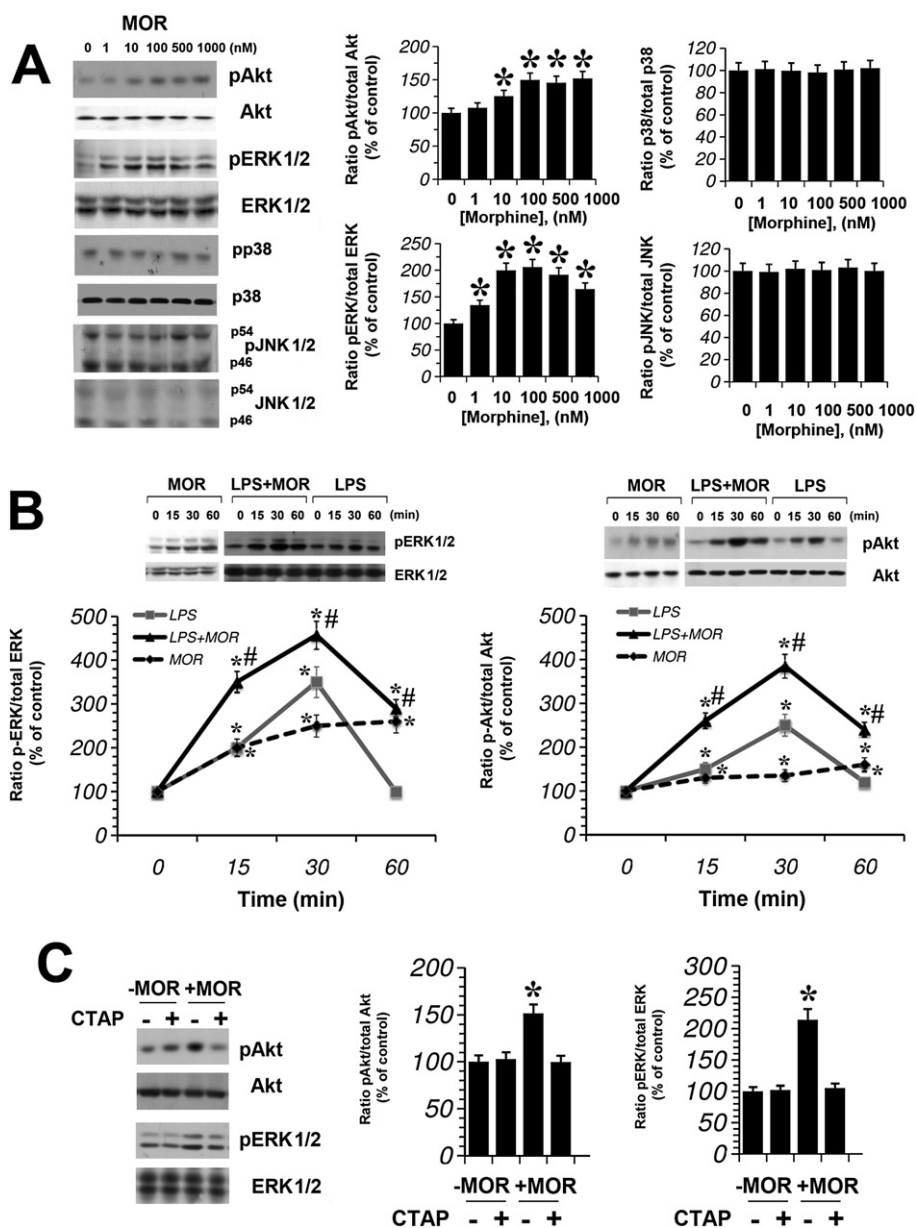 A
MOR
0 1 10 100 500 1000 (nM)
pAkt
Akt
pERK1/2
ERK1/2
pp38
p38
p54
pJNK1/2
p46
p54
JNK1/2
p46
Ratio pAkt/total Akt
(% of control)
200
150
100
50
0
0 1 10 100 500 1000
[Morphine], (nM)
* * * *
Ratio p38/total p38
(% of control)
120
100
80
60
40
20
0
0 1 10 100 500 1000
[Morphine], (nM)
Ratio pERK/total ERK
(% of control)
250
200
150
100
50
0
0 1 10 100 500 1000
[Morphine], (nM)
* * * * *
Ratio pJNK/total JNK
(% of control)
120
100
80
60
40
20
0
0 1 10 100 500 1000
[Morphine], (nM)
B
MOR LPS+MOR LPS
0 15 30 60 0 15 30 60 0 15 30 60 (min)
pERK1/2
ERK1/2
Ratio p-ERK/total ERK
(% of control)
500
400
300
200
100
0
LPS
LPS+MOR
MOR
*# *# *#
* * * * *
0 15 30 60
Time (min)
MOR LPS+MOR LPS
0 15 30 60 0 15 30 60 0 15 30 60 (min)
pAkt
Akt
Ratio p-Akt/total Akt
(% of control)
500
400
300
200
100
0
LPS
LPS+MOR
MOR
*# *# *#
* * * * * *
0 15 30 60
Time (min)
C
-MOR +MOR
CTAP - + - +
pAkt
Akt
pERK1/2
ERK1/2
Ratio pAkt/total Akt
(% of control)
200
150
100
50
0
*
-MOR +MOR
CTAP - + - +
Ratio pERK/total ERK
(% of control)
300
250
200
150
100
50
0
*
-MOR +MOR
CTAP - + - +